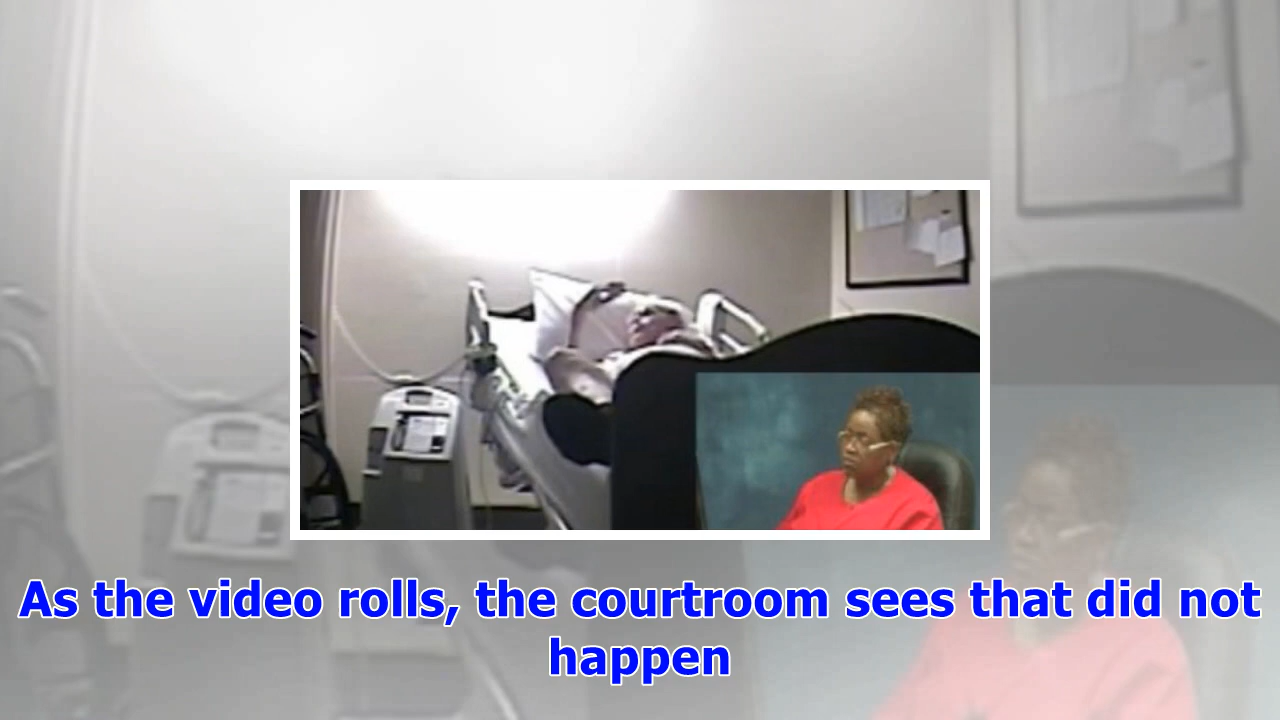 As the video rolls, the courtroom sees that did not
happen